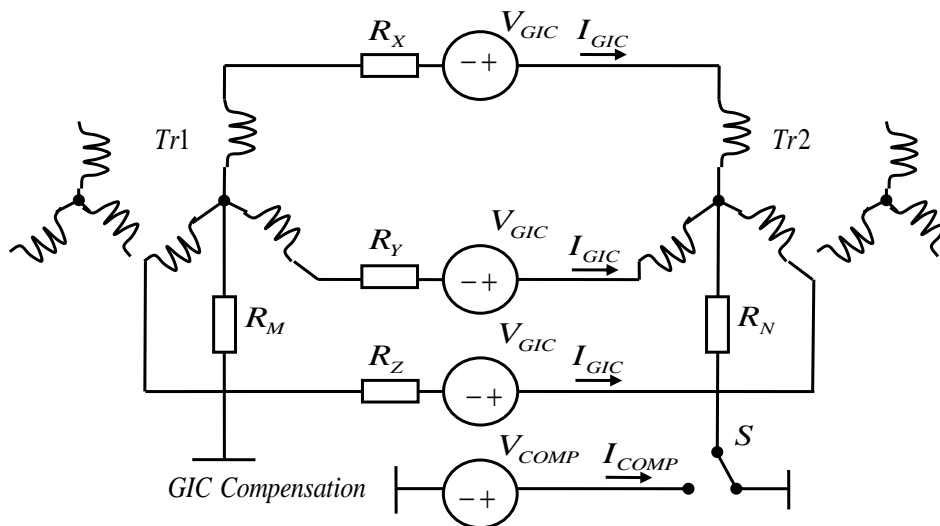 R_X
V_GIC
I_GIC
-+
Tr1
Tr2
R_Y
V_GIC
I_GIC
-+
R_M
R_N
R_Z
V_GIC
I_GIC
-+
S
GIC Compensation
V_COMP
I_COMP
-+